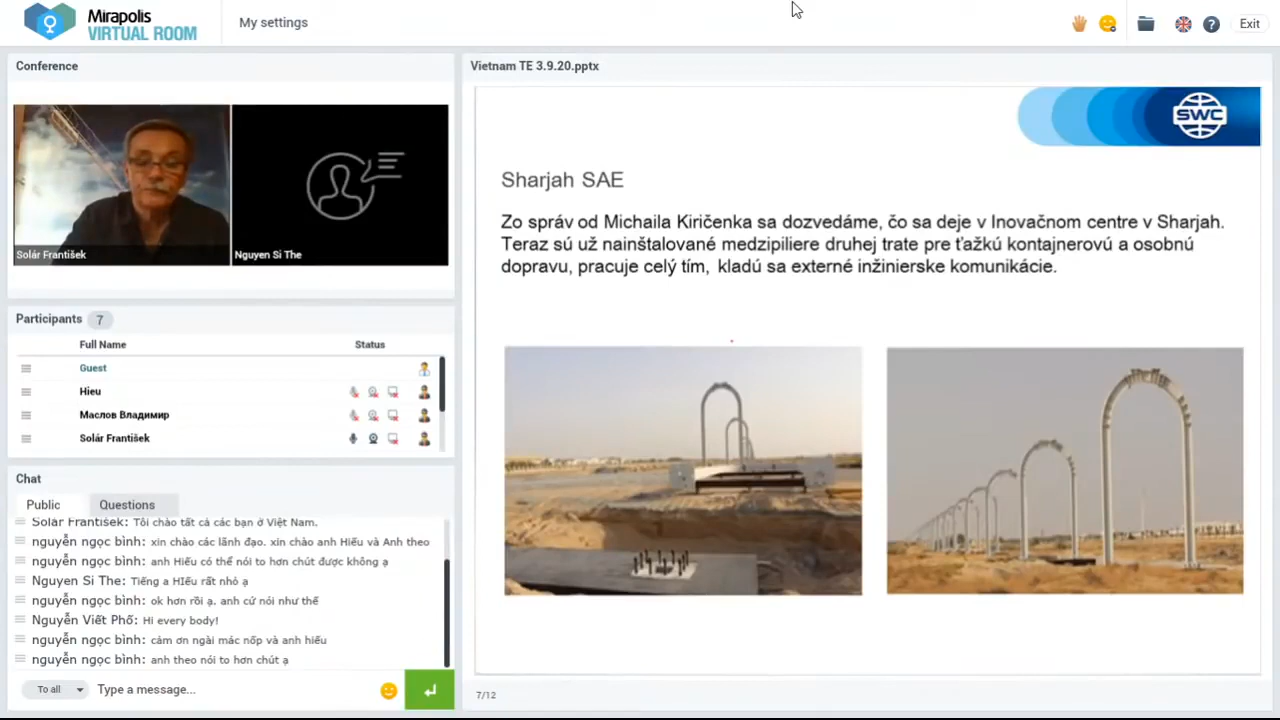 Mirapolis
VIRTUAL ROOM
My settings
Exit
Conference
Solár František
Nguyen Si The
Participants 7
Full Name Status
Guest
Hieu
Маслов Владимир
Solár František
Chat
Public Questions
Solár František: Tôi chào tất cả các bạn ở Việt Nam.
nguyễn ngọc bình: xin chào các lãnh đạo. xin chào anh Hiếu và Anh theo
nguyễn ngọc bình: anh Hiếu có thể nói to hơn chút được không ạ
Nguyen Si The: Tiếng a HIếu rất nhỏ ạ
nguyễn ngọc bình: ok hơn rồi ạ. anh cứ nói như thế
Nguyễn Viết Phố: Hi every body!
nguyễn ngọc bình: cảm ơn ngài mác nốp và anh hiếu
nguyễn ngọc bình: anh theo nói to hơn chút ạ
To all Type a message...
Vietnam TE 3.9.20.pptx
SWC
Sharjah SAE
Zo správ od Michaila Kiričenka sa dozvedáme, čo sa deje v Inovačnom centre v Sharjah.
Teraz sú už nainštalované medzipiliere druhej trate pre ťažkú kontajnerovú a osobnú
dopravu, pracuje celý tím, kladú sa externé inžinierske komunikácie.
7/12